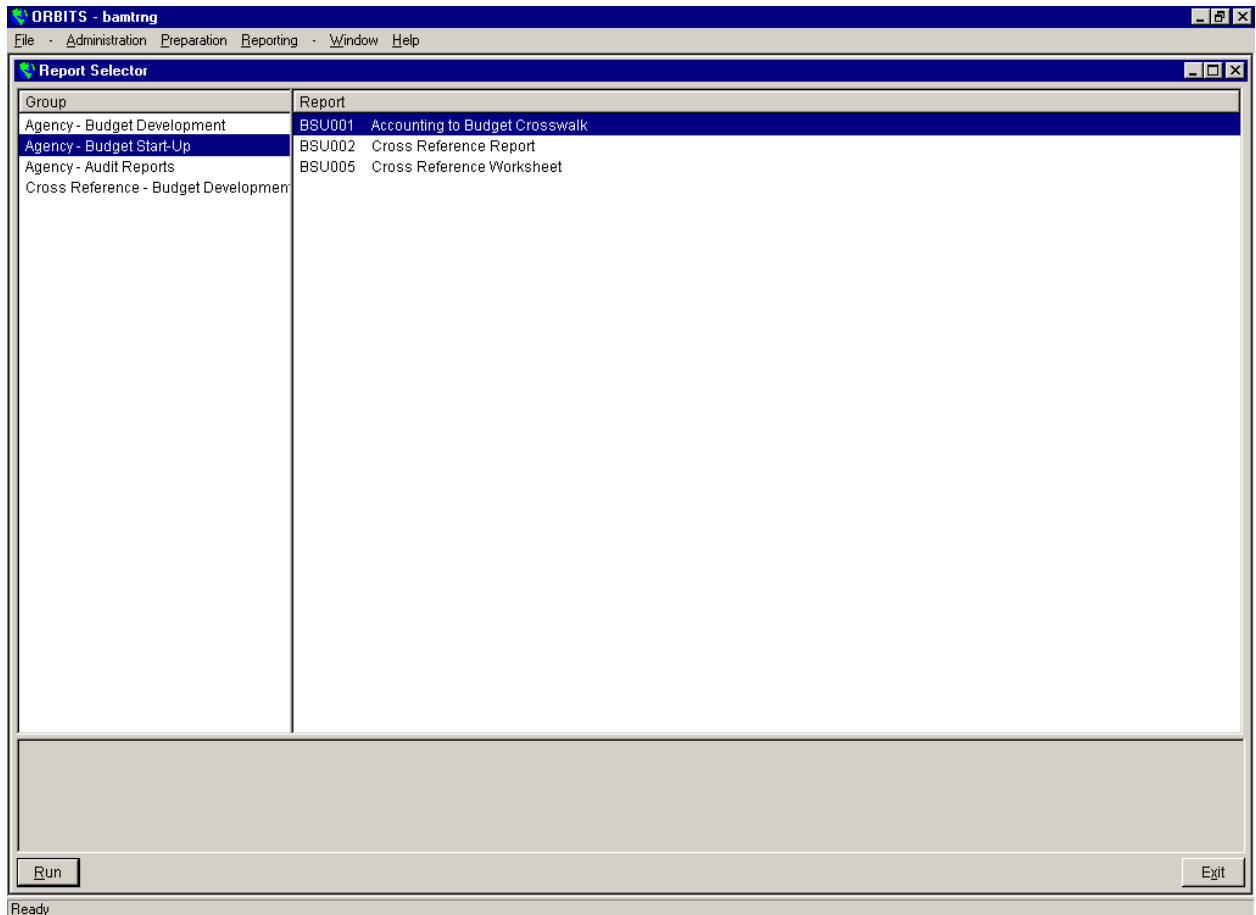 ORBITS - bamtrng
File - Administration Preparation Reporting - Window Help
Report Selector
Group Report
Agency - Budget Development BSU001 Accounting to Budget Crosswalk
Agency - Budget Start-Up BSU002 Cross Reference Report
Agency - Audit Reports BSU005 Cross Reference Worksheet
Cross Reference - Budget Developmen
Run Exit
Ready